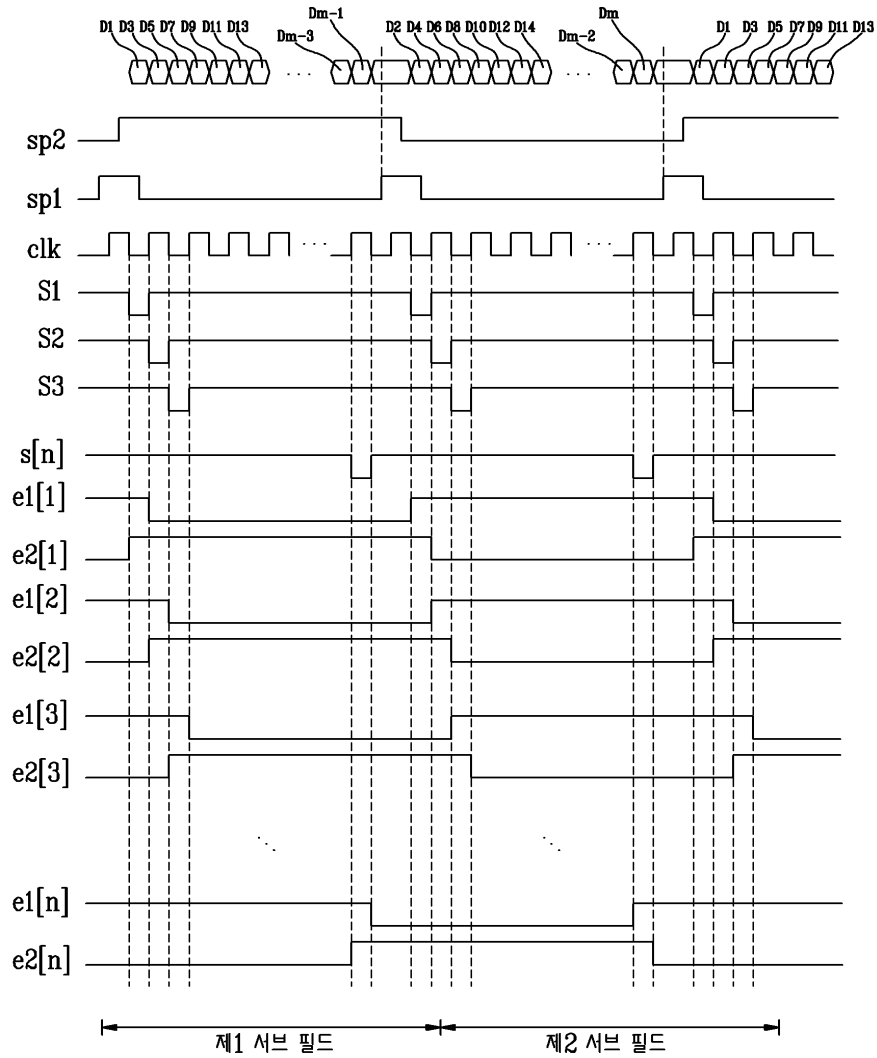 D1 D3 D5 D7 D9 D11 D13 Dm-3 Dm-1 D2 D4 D6 D8 D10 D12 D14 Dm-2 Dm D1 D3 D5 D7 D9 D11 D13
...
...
sp2
sp1
clk
...
...
S1
S2
S3
s[n]
e1[1]
e2[1]
e1[2]
e2[2]
e1[3]
e2[3]
e1[n]
e2[n]
제1 서브 필드 제2 서브 필드